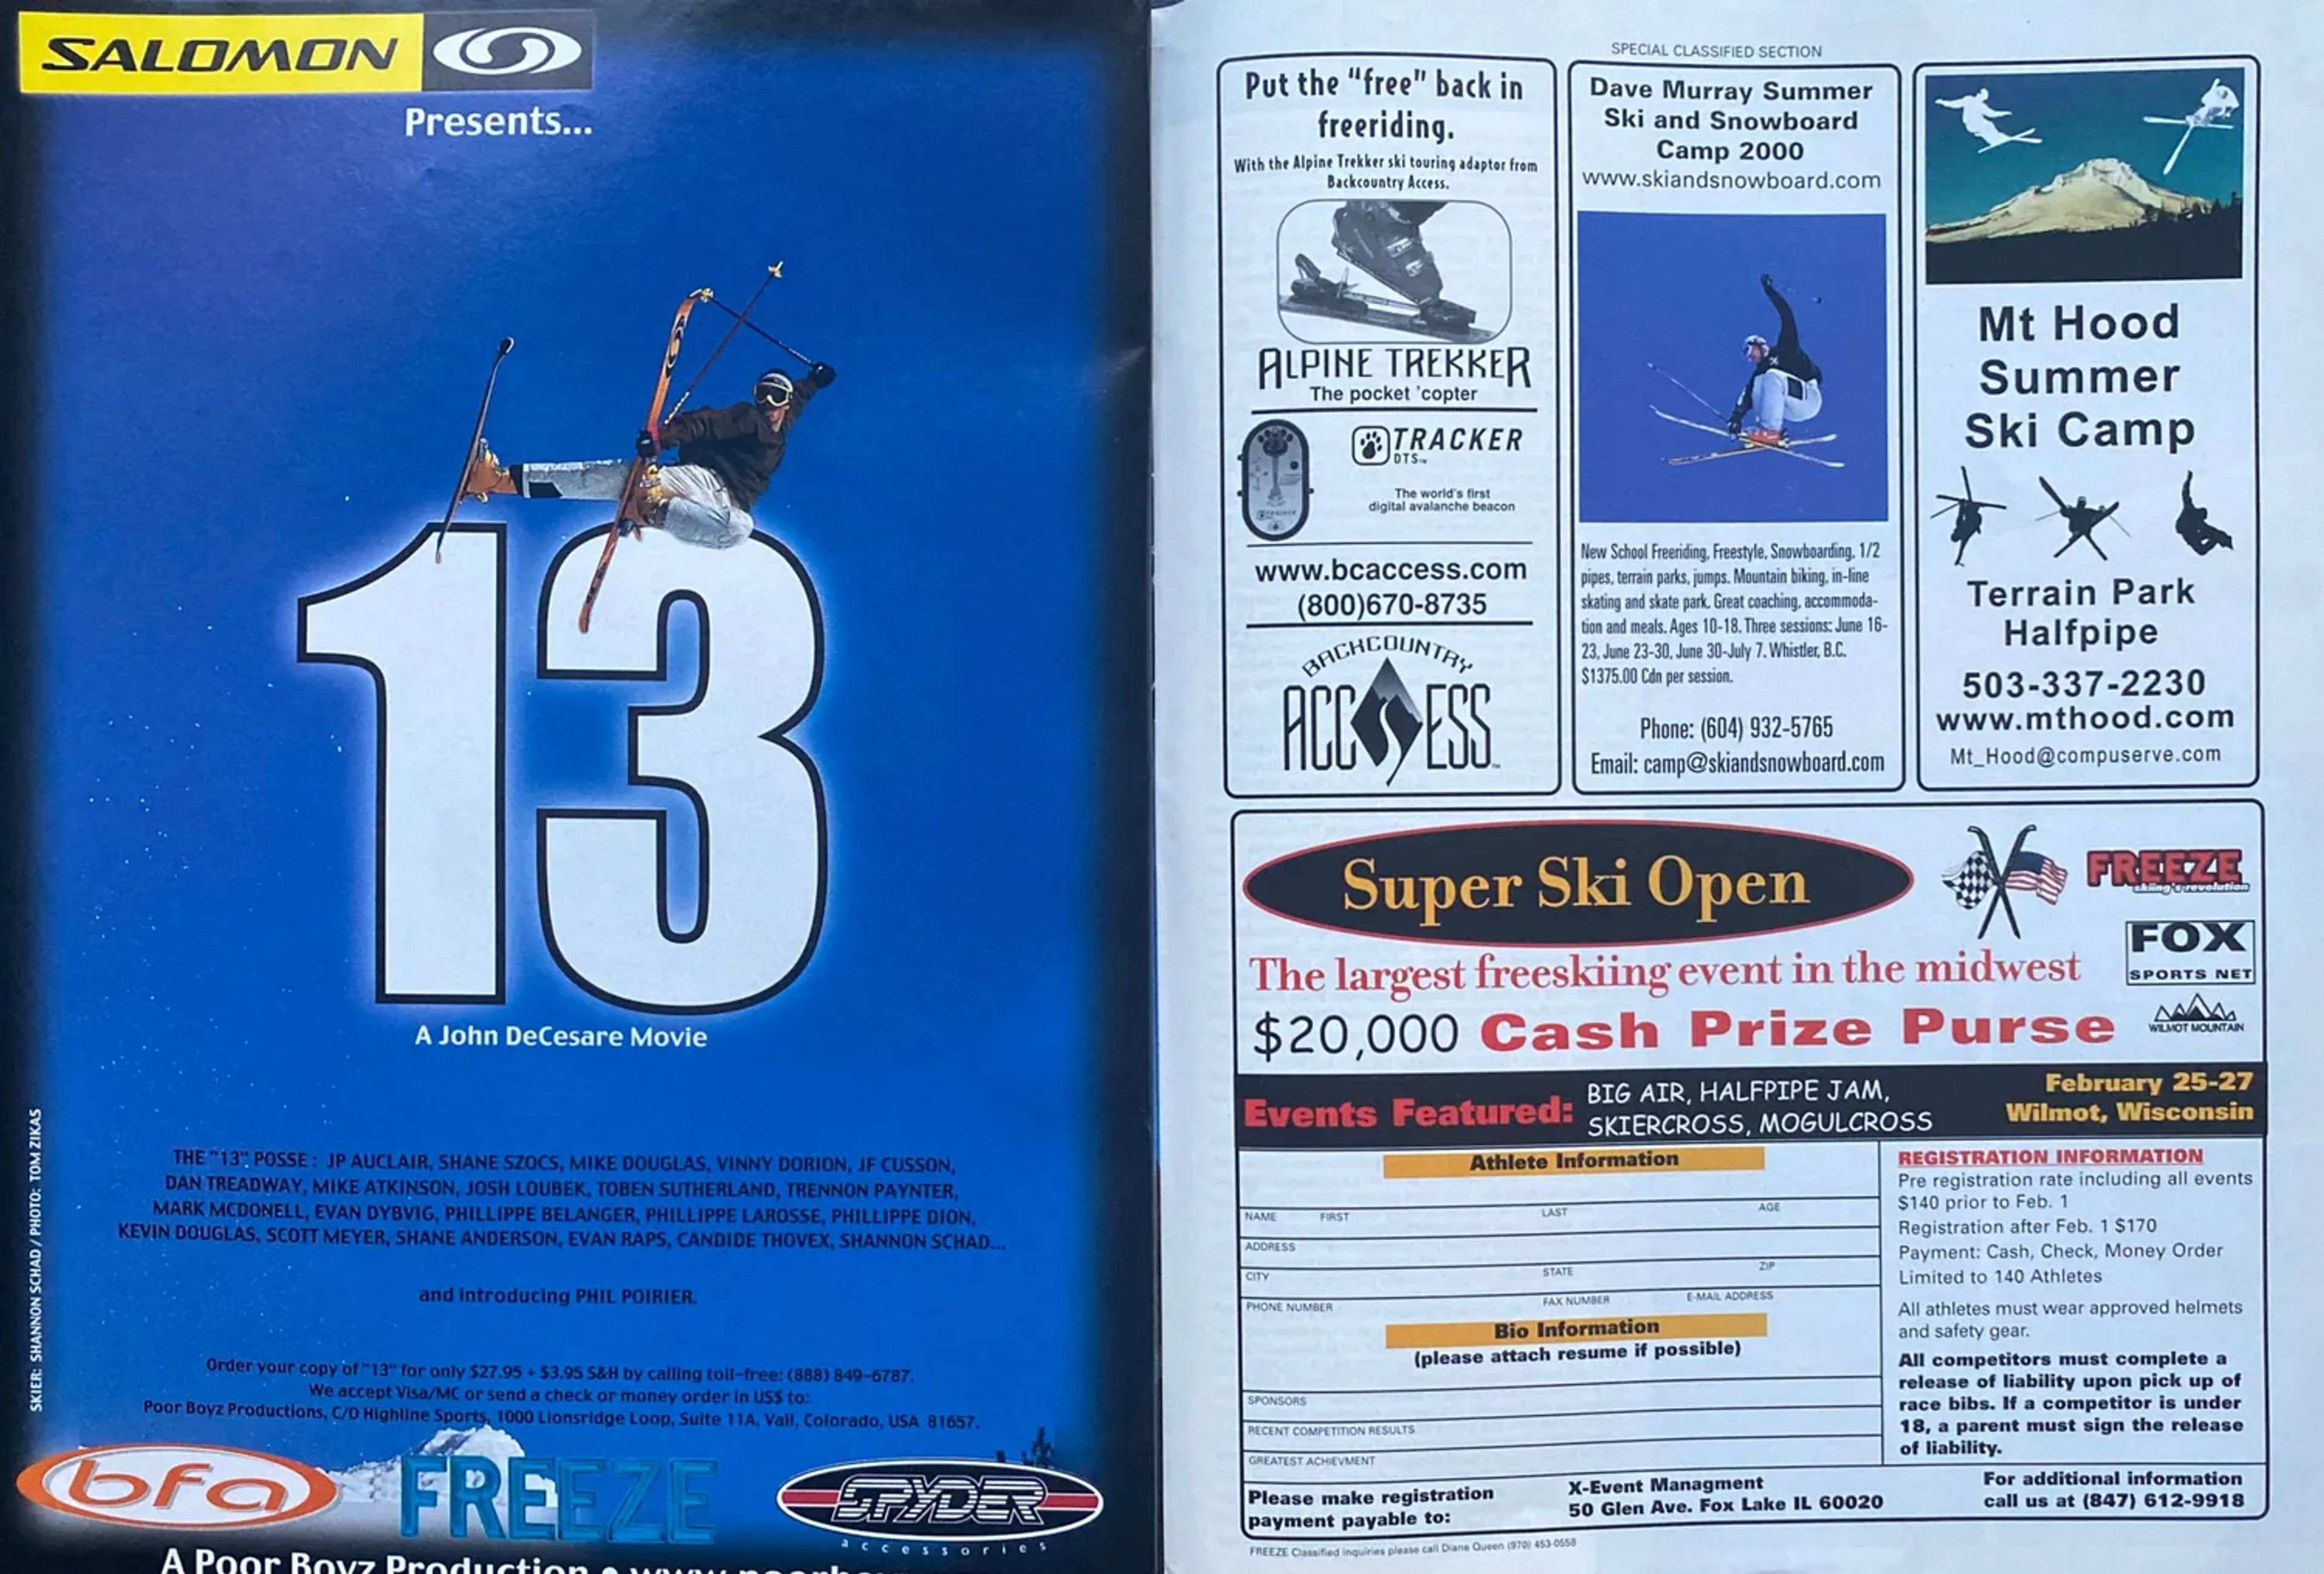 SALOMON
Presents...
13
A John DeCesare Movie
THE "13" POSSE : JP AUCLAIR, SHANE SZOCS, MIKE DOUGLAS, VINNY DORION, JF CUSSON,
DAN TREADWAY, MIKE ATKINSON, JOSH LOUBEK, TOBEN SUTHERLAND, TRENNON PAYNTER,
MARK MCDONELL, EVAN DYBVIG, PHILLIPPE BELANGER, PHILLIPPE LAROSSE, PHILLIPPE DION,
KEVIN DOUGLAS, SCOTT MEYER, SHANE ANDERSON, EVAN RAPS, CANDIDE THOVEX, SHANNON SCHAD...
and introducing PHIL POIRIER.
Order your copy of "13" for only $27.95 + $3.95 S&H by calling toll-free: (888) 849-6787.
We accept Visa/MC or send a check or money order in US$ to:
Poor Boyz Productions, C/O Highline Sports, 1000 Lionsridge Loop, Suite 11A, Vail, Colorado, USA 81657.
SKIER: SHANNON SCHAD / PHOTO: TOM ZIKAS
bfa
FREEZE
SPYDER
accessories
A Poor Boyz Production • www.
SPECIAL CLASSIFIED SECTION
Put the "free" back in
freeriding.
With the Alpine Trekker ski touring adaptor from
Backcountry Access.
ALPINE TREKKER
The pocket 'copter
TRACKER
DTS™
The world's first
digital avalanche beacon
www.bcaccess.com
(800)670-8735
BACKCOUNTRY
ACCESS™
Dave Murray Summer
Ski and Snowboard
Camp 2000
www.skiandsnowboard.com
New School Freeriding, Freestyle, Snowboarding, 1/2
pipes, terrain parks, jumps. Mountain biking, in-line
skating and skate park. Great coaching, accommoda-
tion and meals. Ages 10-18. Three sessions: June 16-
23, June 23-30, June 30-July 7. Whistler, B.C.
$1375.00 Cdn per session.
Phone: (604) 932-5765
Email: camp@skiandsnowboard.com
Mt Hood
Summer
Ski Camp
Terrain Park
Halfpipe
503-337-2230
www.mthood.com
Mt_Hood@compuserve.com
Super Ski Open
FREEZE
skiing's revolution
FOX
SPORTS NET
WILMOT MOUNTAIN
The largest freeskiing event in the midwest
$20,000 Cash Prize Purse
Events Featured: BIG AIR, HALFPIPE JAM,
SKIERCROSS, MOGULCROSS
February 25-27
Wilmot, Wisconsin
Athlete Information
NAME FIRST LAST AGE
ADDRESS
CITY STATE ZIP
PHONE NUMBER FAX NUMBER E-MAIL ADDRESS
Bio Information
(please attach resume if possible)
SPONSORS
RECENT COMPETITION RESULTS
GREATEST ACHIEVMENT
REGISTRATION INFORMATION
Pre registration rate including all events
$140 prior to Feb. 1
Registration after Feb. 1 $170
Payment: Cash, Check, Money Order
Limited to 140 Athletes
All athletes must wear approved helmets
and safety gear.
All competitors must complete a
release of liability upon pick up of
race bibs. If a competitor is under
18, a parent must sign the release
of liability.
Please make registration
payment payable to:
X-Event Managment
50 Glen Ave. Fox Lake IL 60020
For additional information
call us at (847) 612-9918
FREEZE Classified inquiries please call Diane Queen (970) 453-0558